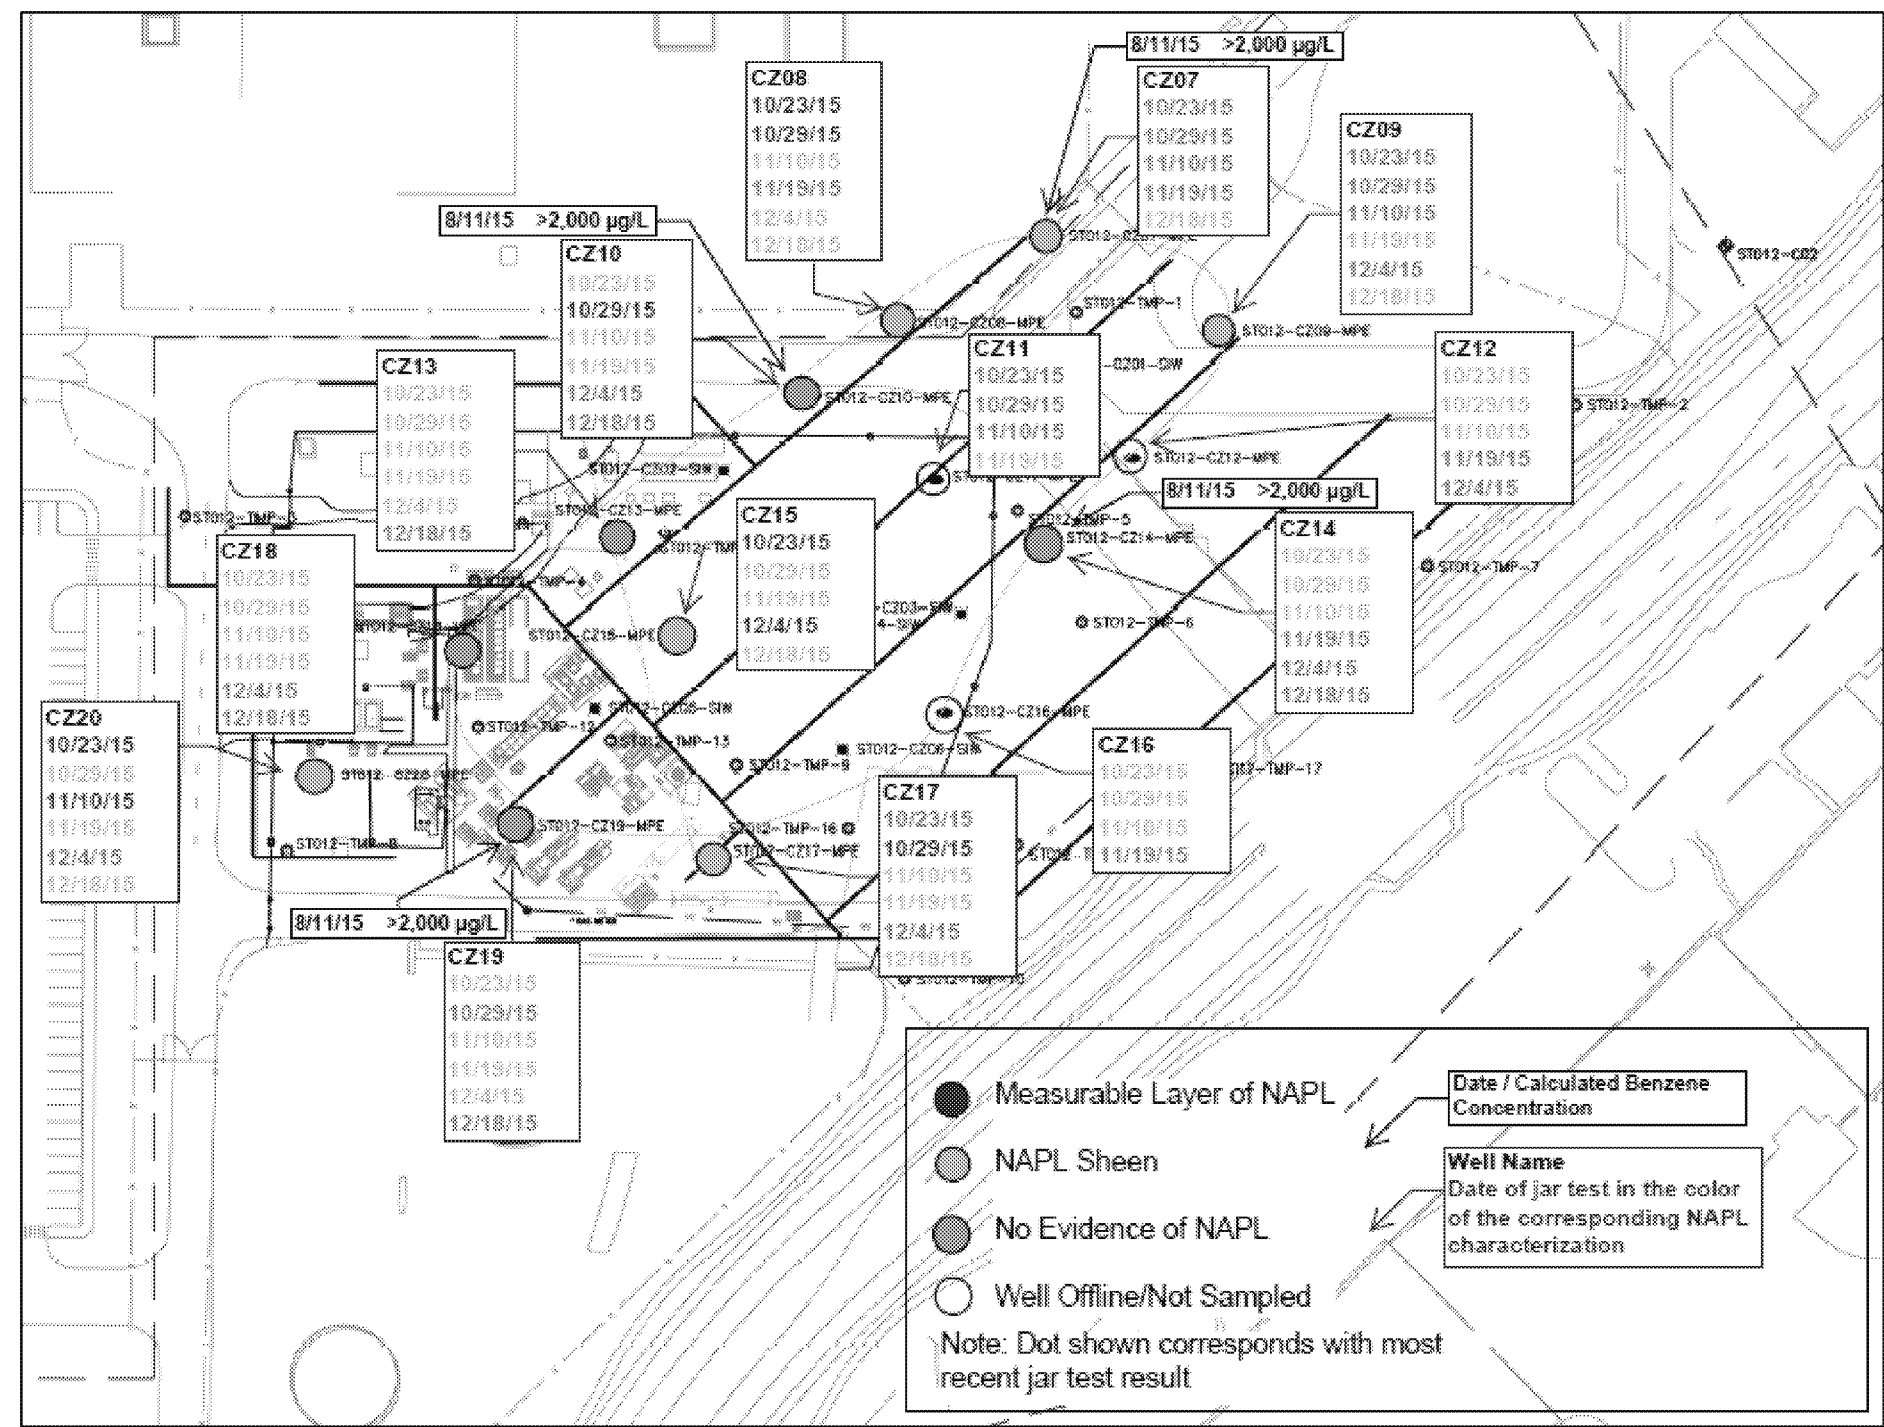 8/11/15 >2,000 µg/L
CZ08
10/23/15
10/29/15
11/10/15
11/19/15
12/4/15
12/18/15
CZ07
10/23/15
10/29/15
11/10/15
11/19/15
12/18/15
CZ09
10/23/15
10/29/15
11/10/15
11/19/15
12/4/15
12/18/15
8/11/15 >2,000 µg/L
CZ10
10/23/15
10/29/15
11/10/15
11/19/15
12/4/15
12/18/15
ST012-C02
ST012-TMP-1
ST012-CZ08-MPE
ST012-CZ09-MPE
CZ11
10/23/15
10/29/15
11/10/15
11/19/15
-CZ01-SIW
CZ12
10/23/15
10/29/15
11/10/15
11/19/15
12/4/15
CZ13
10/23/15
10/29/15
11/10/15
11/19/15
12/4/15
12/18/15
ST012-CZ10-MPE
ST012-TMP-2
ST012-CZ02-SIW
ST012-CZ12-MPE
8/11/15 >2,000 µg/L
ST012-CZ13-MPE
CZ15
10/23/15
10/29/15
11/19/15
12/4/15
12/18/15
ST012-CZ14-MPE
CZ14
10/23/15
10/29/15
11/10/15
11/19/15
12/4/15
12/18/15
CZ18
10/23/15
10/29/15
11/10/15
11/19/15
12/4/15
12/18/15
ST012-TMP-7
-CZ03-SIW
4-SIW
ST012-TMP-6
ST012-CZ15-MPE
CZ20
10/23/15
10/29/15
11/10/15
11/19/15
12/4/15
12/18/15
ST012-TMP-12
ST012-TMP-13
ST012-CZ16-MPE
ST012-TMP-9
CZ16
10/23/15
10/29/15
11/10/15
11/19/15
CZ17
10/23/15
10/29/15
11/10/15
11/19/15
12/4/15
12/18/15
ST012-CZ19-MPE
ST012-TMP-16
ST012-CZ17-MPE
ST012-TMP-8
8/11/15 >2,000 µg/L
CZ19
10/23/15
10/29/15
11/10/15
11/19/15
12/4/15
12/18/15
Measurable Layer of NAPL
NAPL Sheen
No Evidence of NAPL
Well Offline/Not Sampled
Note: Dot shown corresponds with most
recent jar test result
Date / Calculated Benzene
Concentration
Well Name
Date of jar test in the color
of the corresponding NAPL
characterization